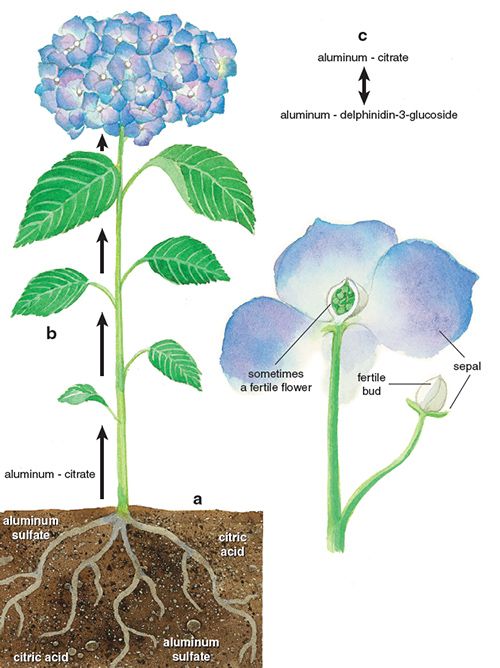 c
aluminum - citrate
aluminum - delphinidin-3-glucoside
b
sometimes
a fertile flower
fertile
bud
sepal
aluminum - citrate
a
aluminum
sulfate
citric
acid
citric acid
aluminum
sulfate